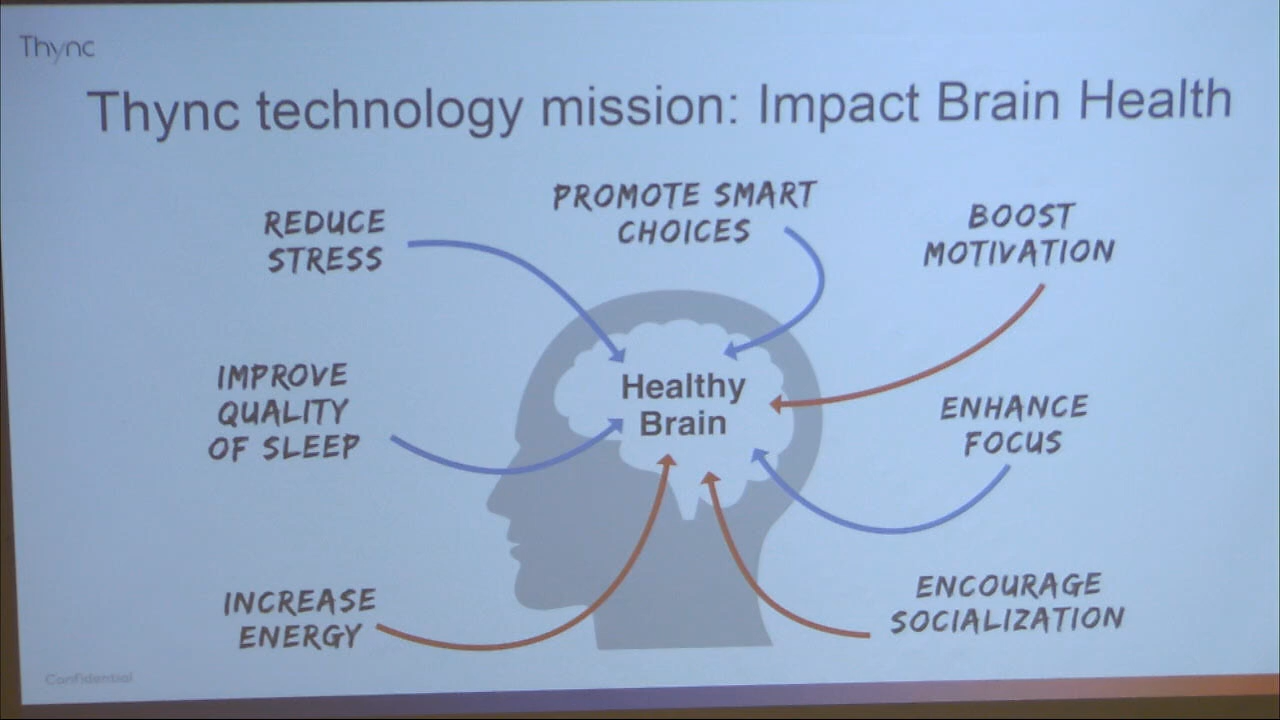 Thync
Thync technology mission: Impact Brain Health
REDUCE
STRESS
PROMOTE SMART
CHOICES
BOOST
MOTIVATION
IMPROVE
QUALITY
OF SLEEP
Healthy
Brain
ENHANCE
FOCUS
INCREASE
ENERGY
ENCOURAGE
SOCIALIZATION
Confidential